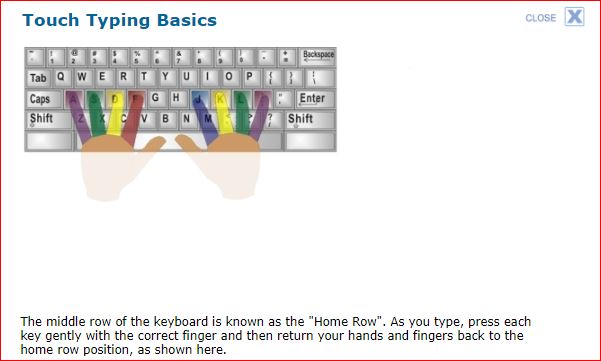 Touch Typing Basics
CLOSE X
! @ # $ % ^ & * ( ) - + Backspace
1 2 3 4 5 6 7 8 9 0 =
Tab Q W E R T Y U I O P { } \
Caps A S D F G H J K L : " Enter
Shift Z X C V B N M < > ? Shift
The middle row of the keyboard is known as the "Home Row". As you type, press each
key gently with the correct finger and then return your hands and fingers back to the
home row position, as shown here.